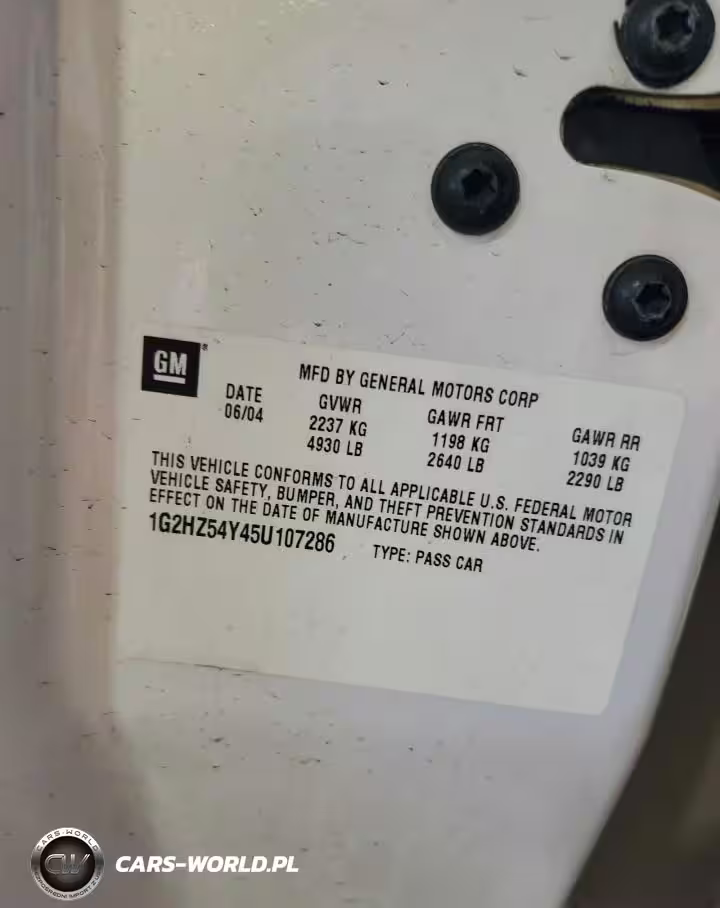 GM®
MFD BY GENERAL MOTORS CORP
DATE GVWR GAWR FRT GAWR RR
06/04 2237 KG 1198 KG 1039 KG
4930 LB 2640 LB 2290 LB
THIS VEHICLE CONFORMS TO ALL APPLICABLE U.S. FEDERAL MOTOR
VEHICLE SAFETY, BUMPER, AND THEFT PREVENTION STANDARDS IN
EFFECT ON THE DATE OF MANUFACTURE SHOWN ABOVE.
1G2HZ54Y45U107286 TYPE: PASS CAR
CARS-WORLD
CW
CARS-WORLD.PL